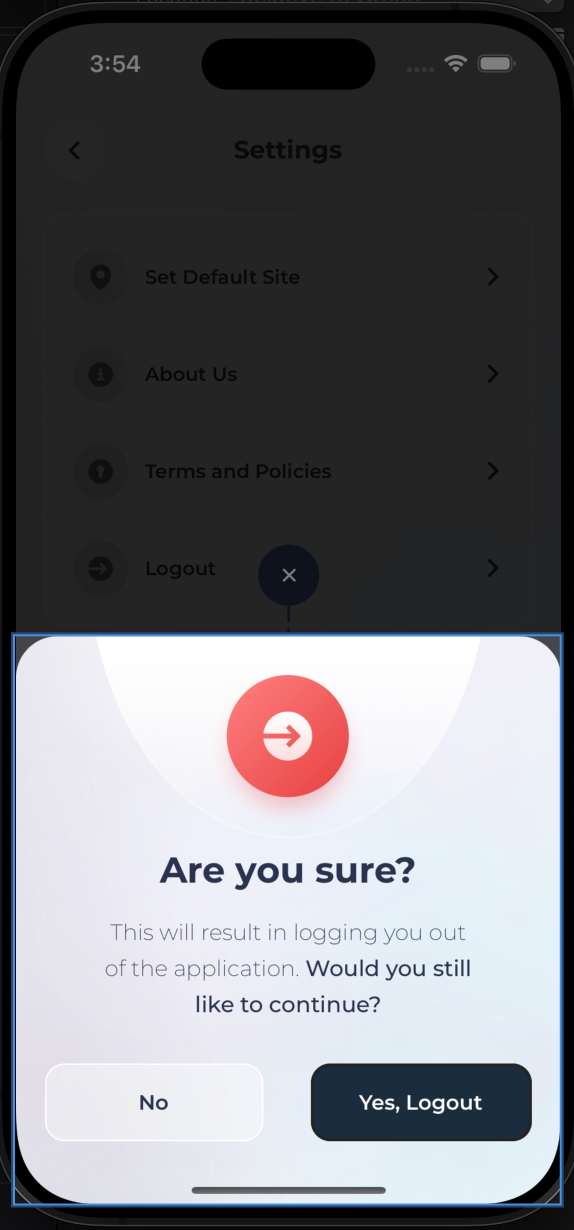 3:54
Settings
Set Default Site
About Us
Terms and Policies
Logout
Are you sure?
This will result in logging you out
of the application. Would you still
like to continue?
No
Yes, Logout